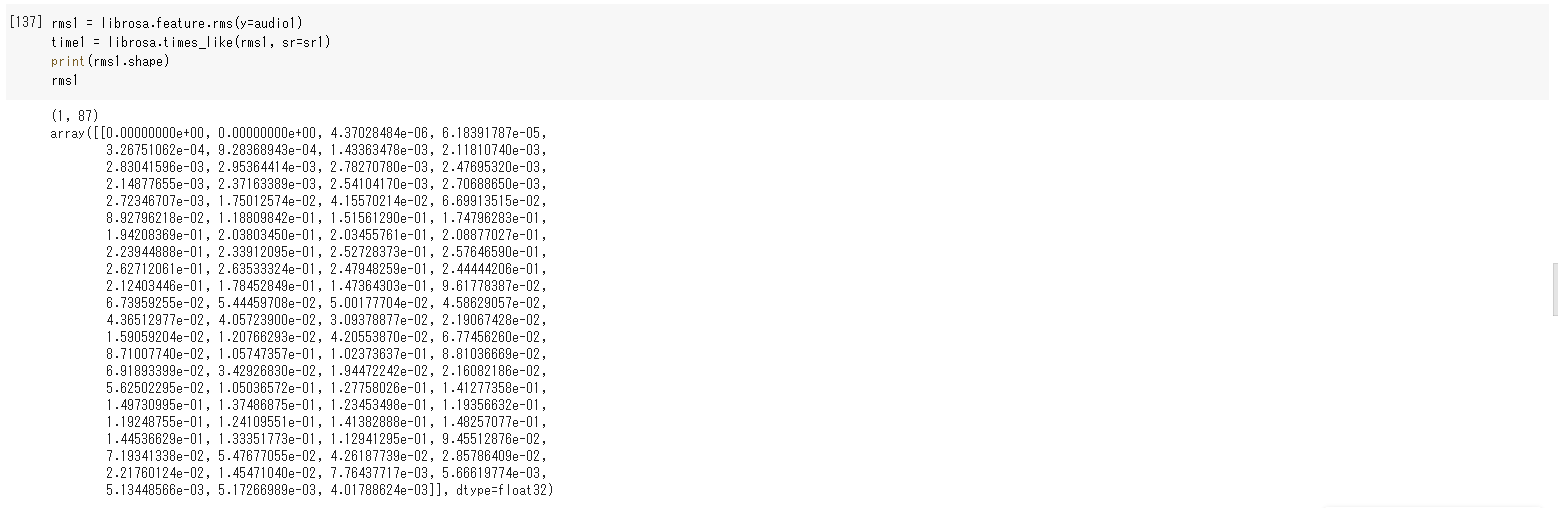 [137] rms1 = librosa.feature.rms(y=audio1)
time1 = librosa.times_like(rms1, sr=sr1)
print(rms1.shape)
rms1
(1, 87)
array([[0.00000000e+00, 0.00000000e+00, 4.37028484e-06, 6.18391787e-05,
3.26751062e-04, 9.28368943e-04, 1.43363478e-03, 2.11810740e-03,
2.83041596e-03, 2.95364414e-03, 2.78270780e-03, 2.47695320e-03,
2.14877655e-03, 2.37163389e-03, 2.54104170e-03, 2.70688650e-03,
2.72346707e-03, 1.75012574e-02, 4.15570214e-02, 6.69913515e-02,
8.92796218e-02, 1.18809842e-01, 1.51561290e-01, 1.74796283e-01,
1.94208369e-01, 2.03803450e-01, 2.03455761e-01, 2.08877027e-01,
2.23944888e-01, 2.33912095e-01, 2.52728373e-01, 2.57646590e-01,
2.62712061e-01, 2.63533324e-01, 2.47948259e-01, 2.44444206e-01,
2.12403446e-01, 1.78452849e-01, 1.47364303e-01, 9.61778387e-02,
6.73959255e-02, 5.44459708e-02, 5.00177704e-02, 4.58629057e-02,
4.36512977e-02, 4.05723900e-02, 3.09378877e-02, 2.19067428e-02,
1.59059204e-02, 1.20766293e-02, 4.20553870e-02, 6.77456260e-02,
8.71007740e-02, 1.05747357e-01, 1.02373637e-01, 8.81036669e-02,
6.91893399e-02, 3.42926830e-02, 1.94472242e-02, 2.16082186e-02,
5.62502295e-02, 1.05036572e-01, 1.27758026e-01, 1.41277358e-01,
1.49730995e-01, 1.37486875e-01, 1.23453498e-01, 1.19356632e-01,
1.19248755e-01, 1.24109551e-01, 1.41382888e-01, 1.48257077e-01,
1.44536629e-01, 1.33351773e-01, 1.12941295e-01, 9.45512876e-02,
7.19341338e-02, 5.47677055e-02, 4.26187739e-02, 2.85786409e-02,
2.21760124e-02, 1.45471040e-02, 7.76437717e-03, 5.66619774e-03,
5.13448566e-03, 5.17266989e-03, 4.01788624e-03]], dtype=float32)